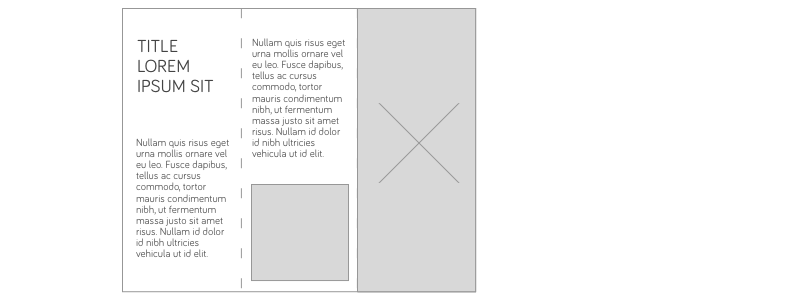 TITLE
LOREM
IPSUM SIT
Nullam quis risus eget
urna mollis ornare vel
eu leo. Fusce dapibus,
tellus ac cursus
commodo, tortor
mauris condimentum
nibh, ut fermentum
massa justo sit amet
risus. Nullam id dolor
id nibh ultricies
vehicula ut id elit.
Nullam quis risus eget
urna mollis ornare vel
eu leo. Fusce dapibus,
tellus ac cursus
commodo, tortor
mauris condimentum
nibh, ut fermentum
massa justo sit amet
risus. Nullam id dolor
id nibh ultricies
vehicula ut id elit.